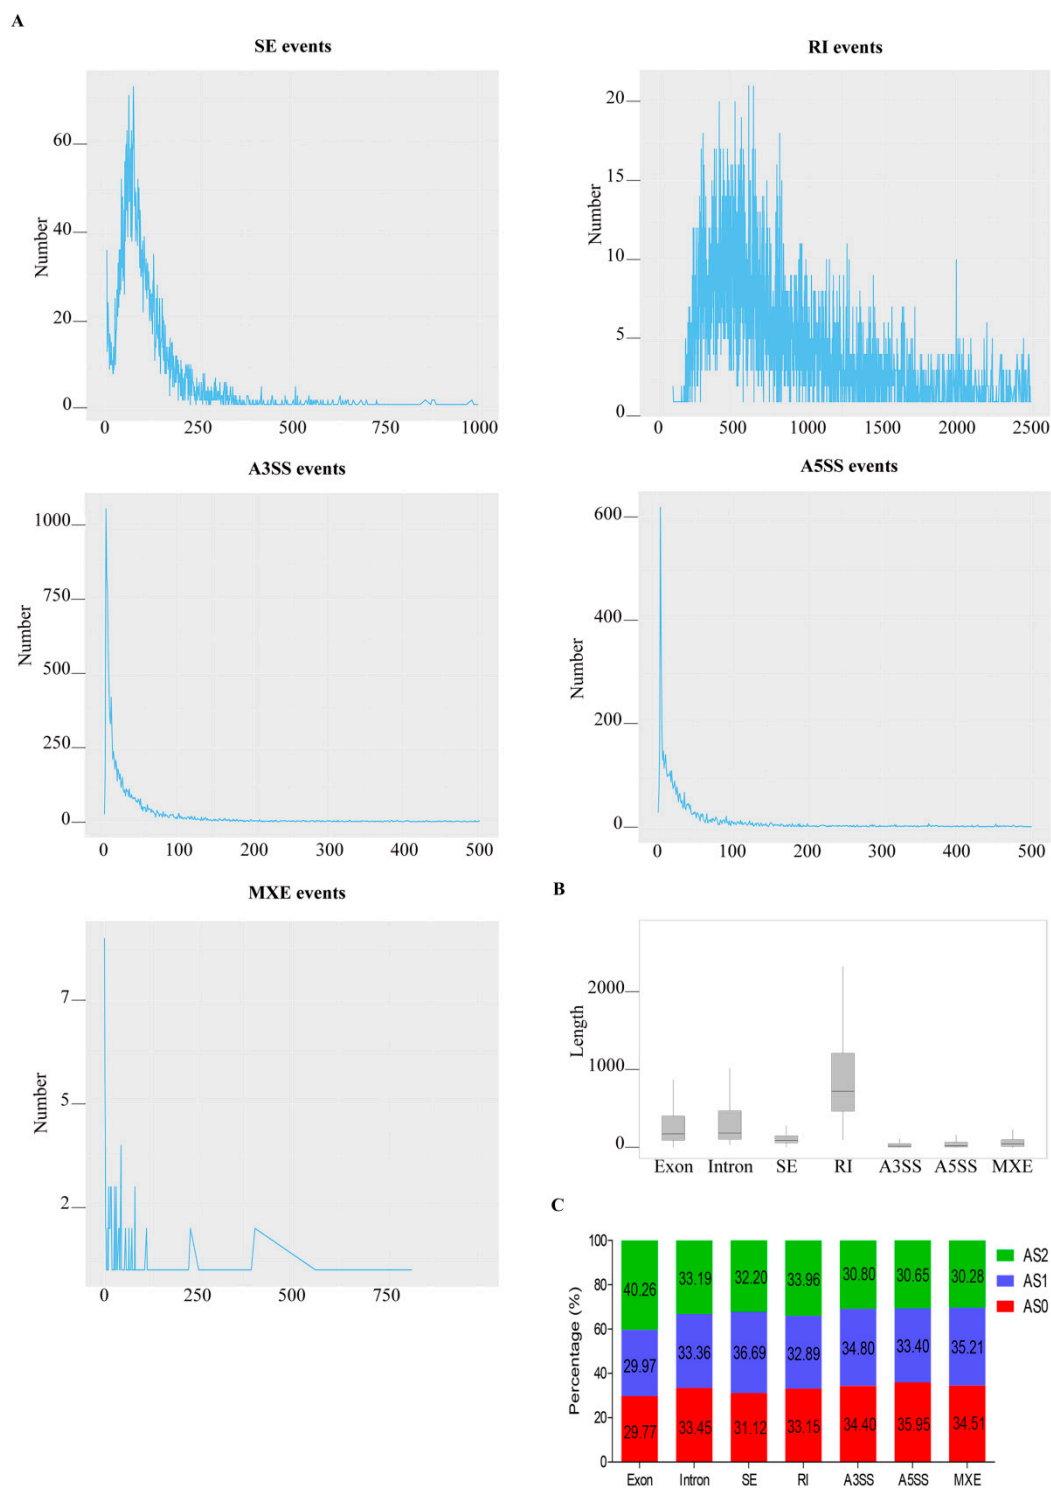 A
SE events
RI events
Number
60
40
20
0
0 250 500 750 1000
Number
20
15
10
5
0
0 500 1000 1500 2000 2500
A3SS events
A5SS events
Number
1000
750
500
250
0
0 100 200 300 400 500
Number
600
400
200
0
0 100 200 300 400 500
MXE events
Number
7
5
2
0 250 500 750
B
Length
2000
1000
0
Exon Intron SE RI A3SS A5SS MXE
C
Percentage (%)
100
80
60
40
20
0
40.26 33.19 32.20 33.96 30.80 30.65 30.28
29.97 33.36 36.69 32.89 34.80 33.40 35.21
29.77 33.45 31.12 33.15 34.40 35.95 34.51
Exon Intron SE RI A3SS A5SS MXE
AS2
AS1
AS0